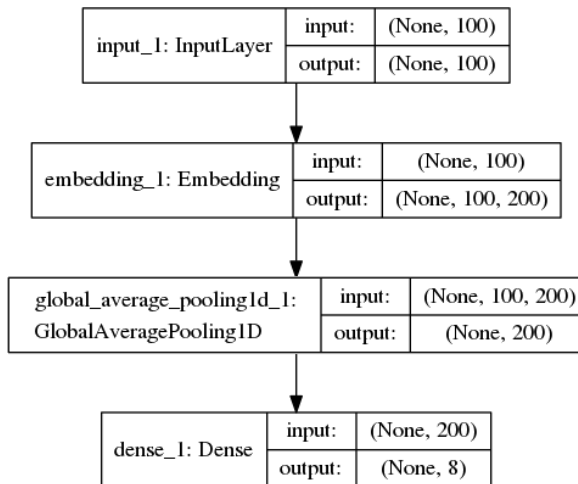 input_1: InputLayer
input: (None, 100)
output: (None, 100)
embedding_1: Embedding
input: (None, 100)
output: (None, 100, 200)
global_average_pooling1d_1:
GlobalAveragePooling1D
input: (None, 100, 200)
output: (None, 200)
dense_1: Dense
input: (None, 200)
output: (None, 8)